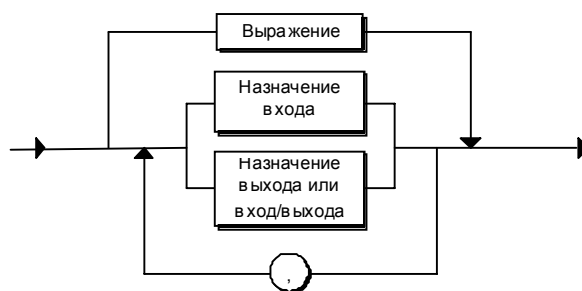 Выражение
Назначение
входа
Назначение
выхода или
вход/выхода
,